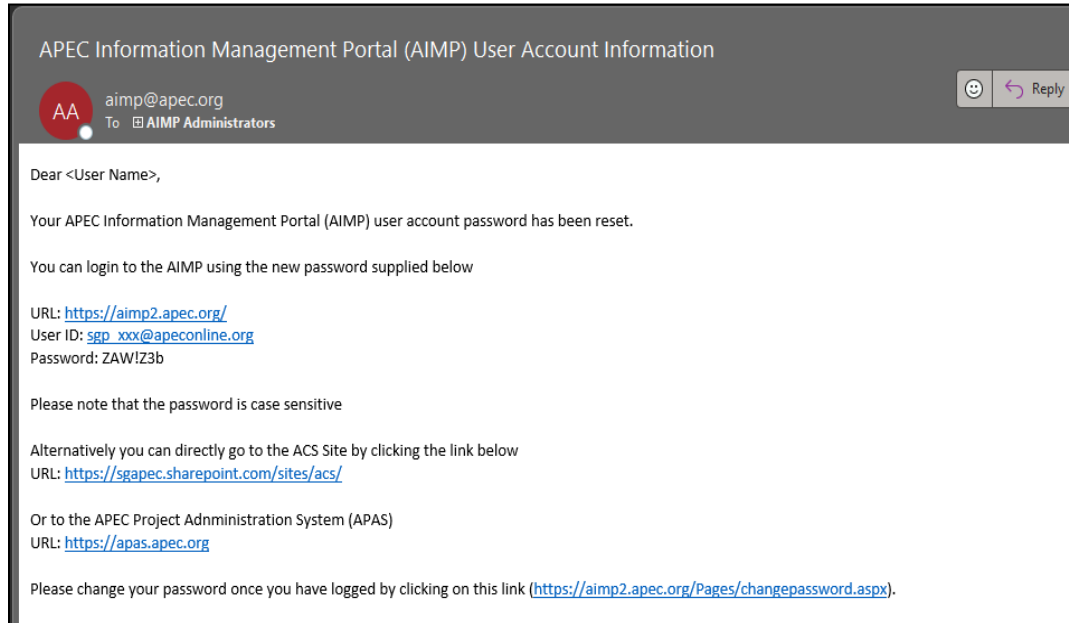 APEC Information Management Portal (AIMP) User Account Information
AA
aimp@apec.org
To AIMP Administrators
Reply
Dear <User Name>,
Your APEC Information Management Portal (AIMP) user account password has been reset.
You can login to the AIMP using the new password supplied below
URL: https://aimp2.apec.org/
User ID: sgp_xxx@apeconline.org
Password: ZAW!Z3b
Please note that the password is case sensitive
Alternatively you can directly go to the ACS Site by clicking the link below
URL: https://sgapec.sharepoint.com/sites/acs/
Or to the APEC Project Adnministration System (APAS)
URL: https://apas.apec.org
Please change your password once you have logged by clicking on this link (https://aimp2.apec.org/Pages/changepassword.aspx).